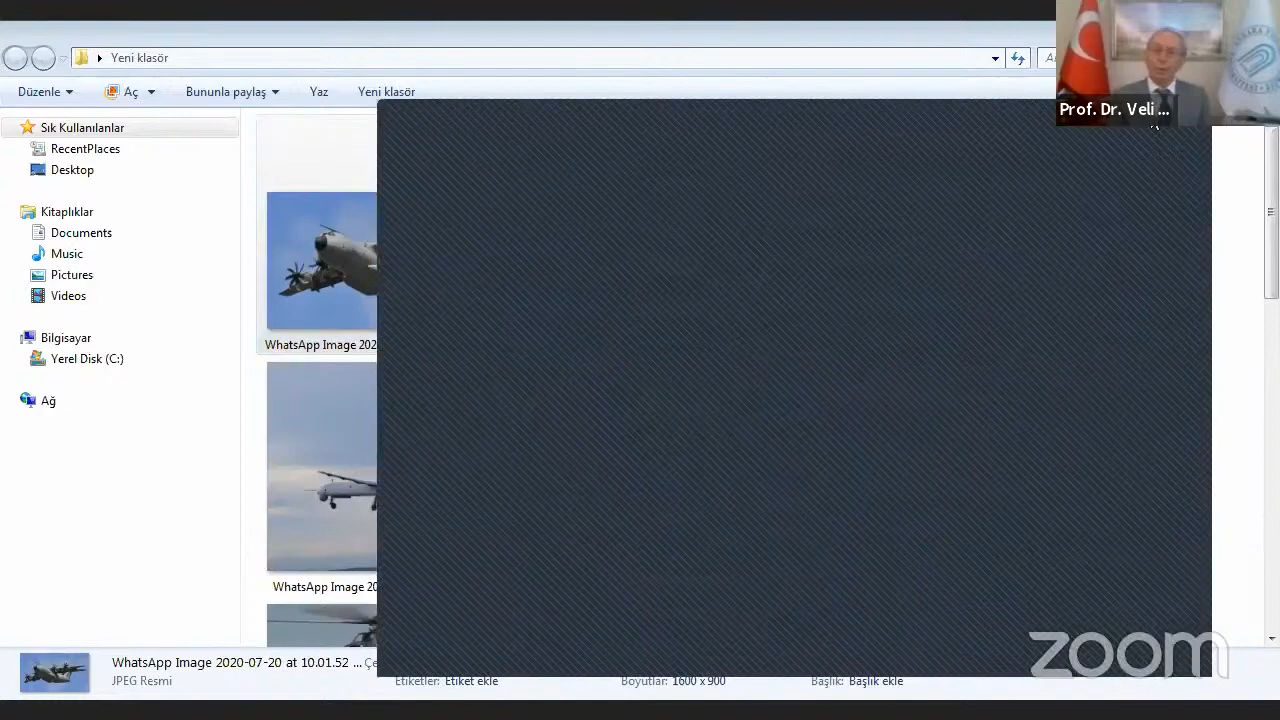 Yeni klasör
Düzenle
Aç
Bununla paylaş
Yaz
Yeni klasör
Prof. Dr. Veli ...
Sık Kullanılanlar
RecentPlaces
Desktop
Kitaplıklar
Documents
Music
Pictures
Videos
Bilgisayar
Yerel Disk (C:)
Ağ
WhatsApp Image 202
WhatsApp Image 20
WhatsApp Image 2020-07-20 at 10.01.52 ...
JPEG Resmi
Etiketler: Etiket ekle
Boyutlar: 1600 x 900
Başlık: Başlık ekle
zoom